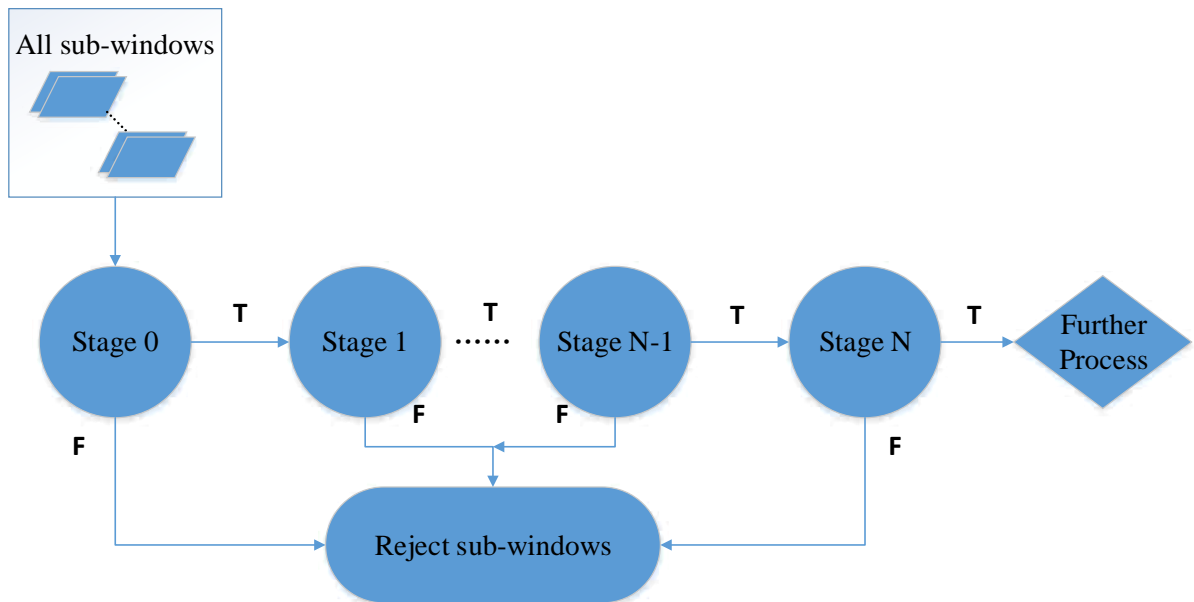 All sub-windows
T
T
T
T
Stage 0
Stage 1
......
Stage N-1
Stage N
Further
Process
F
F
F
F
Reject sub-windows